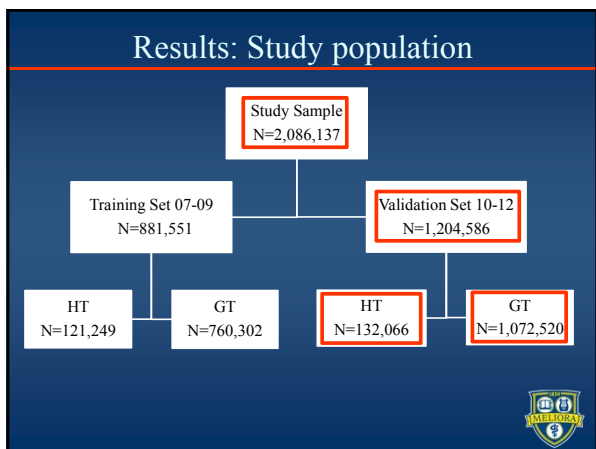 Results: Study population
Study Sample
N=2,086,137
Training Set 07-09
N=881,551
Validation Set 10-12
N=1,204,586
HT
N=121,249
GT
N=760,302
HT
N=132,066
GT
N=1,072,520
1850
MELIORA